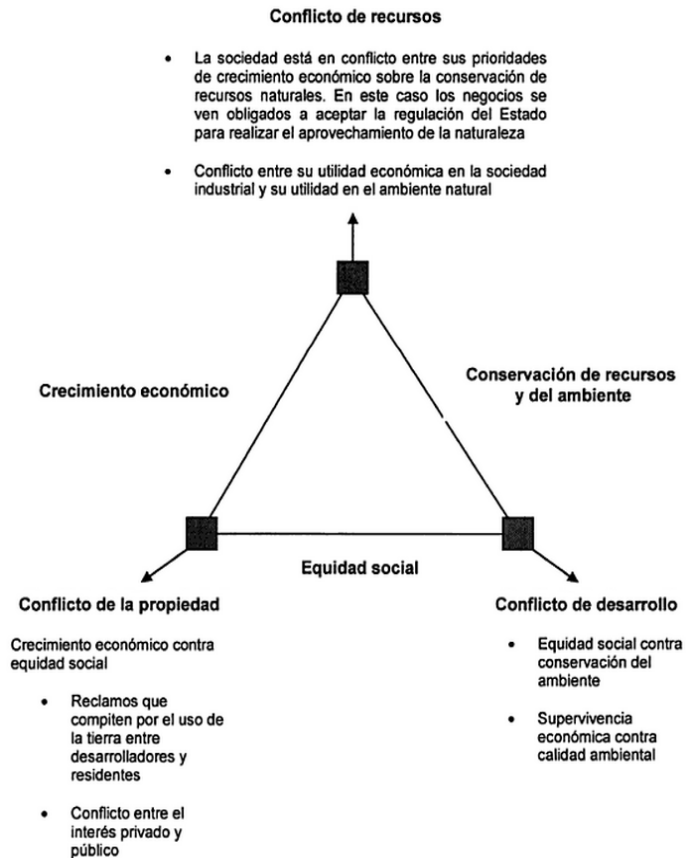 Conflicto de recursos
• La sociedad está en conflicto entre sus prioridades
de crecimiento económico sobre la conservación de
recursos naturales. En este caso los negocios se
ven obligados a aceptar la regulación del Estado
para realizar el aprovechamiento de la naturaleza
• Conflicto entre su utilidad económica en la sociedad
industrial y su utilidad en el ambiente natural
Crecimiento económico
Conservación de recursos
y del ambiente
Equidad social
Conflicto de la propiedad
Crecimiento económico contra
equidad social
• Reclamos que
compiten por el uso de
la tierra entre
desarrolladores y
residentes
• Conflicto entre el
interés privado y
público
Conflicto de desarrollo
• Equidad social contra
conservación del
ambiente
• Supervivencia
económica contra
calidad ambiental